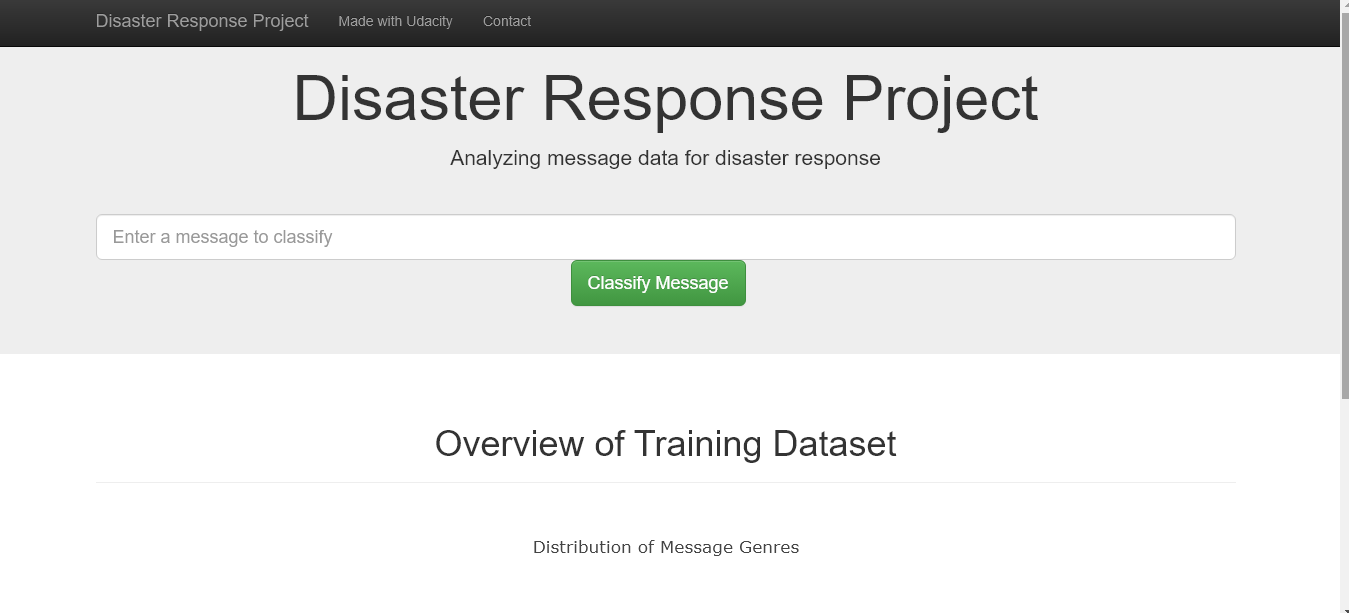 Disaster Response Project Made with Udacity Contact
Disaster Response Project
Analyzing message data for disaster response
Enter a message to classify
Classify Message
Overview of Training Dataset
Distribution of Message Genres